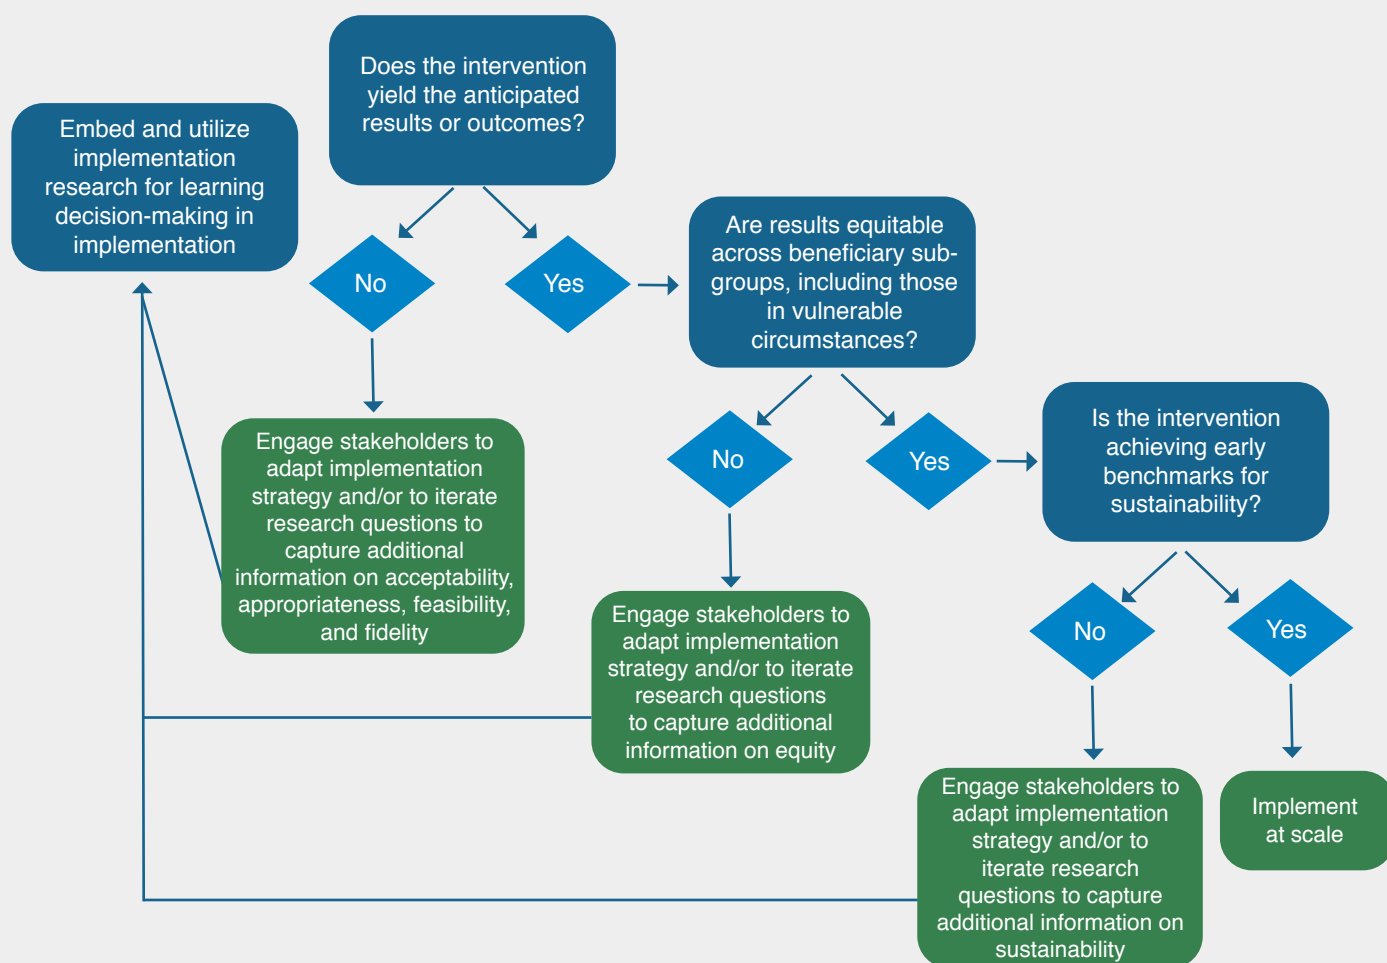 Does the intervention
yield the anticipated
results or outcomes?
Embed and utilize
implementation
research for learning
decision-making in
implementation
No
Yes
Are results equitable
across beneficiary sub-
groups, including those
in vulnerable
circumstances?
Engage stakeholders to
adapt implementation
strategy and/or to iterate
research questions to
capture additional
information on acceptability,
appropriateness, feasibility,
and fidelity
No
Yes
Is the intervention
achieving early
benchmarks for
sustainability?
Engage stakeholders to
adapt implementation
strategy and/or to iterate
research questions
to capture additional
information on equity
No
Yes
Engage stakeholders to
adapt implementation
strategy and/or to
iterate research
questions to capture
additional information on
sustainability
Implement
at scale